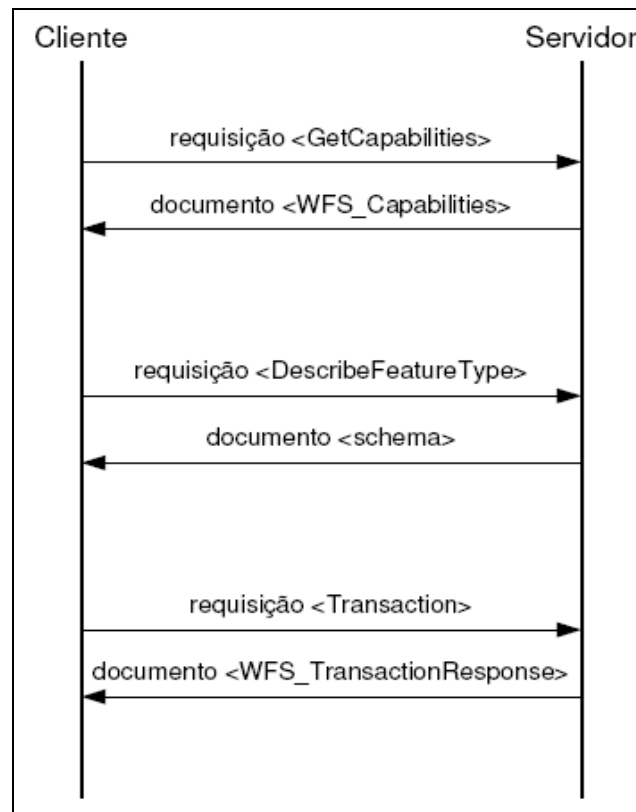 Cliente
Servidor
requisição <GetCapabilities>
documento <WFS_Capabilities>
requisição <DescribeFeatureType>
documento <schema>
requisição <Transaction>
documento <WFS_TransactionResponse>